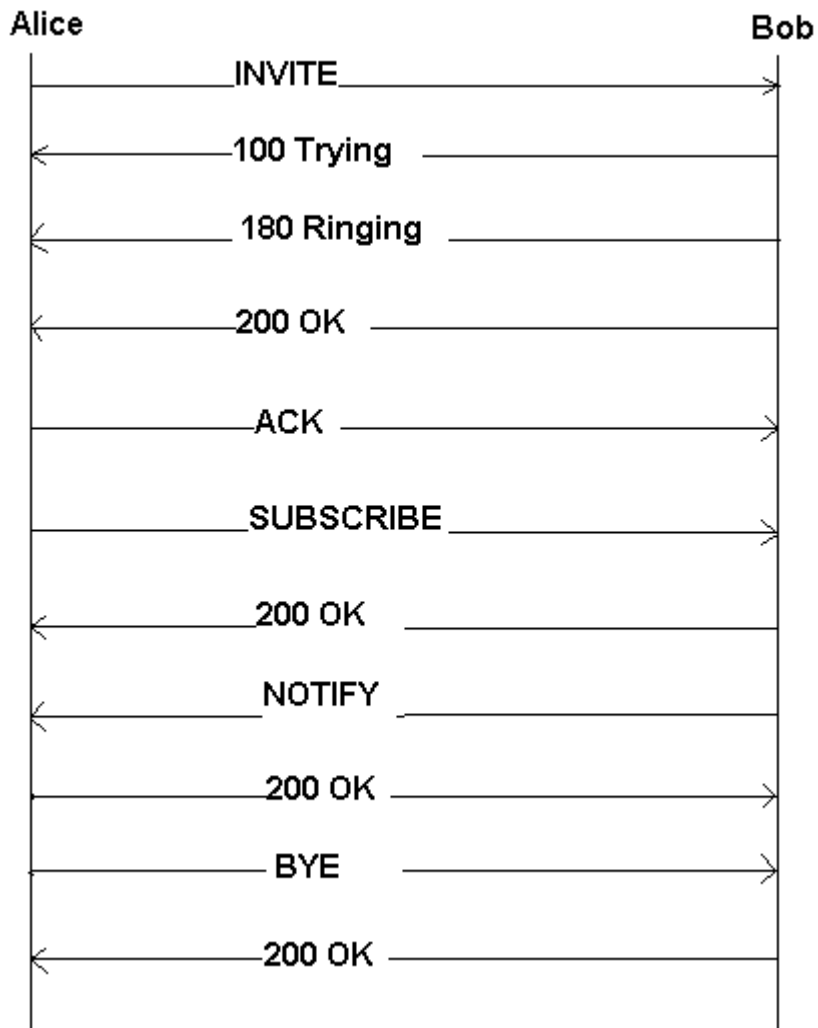 Alice
Bob
INVITE
100 Trying
180 Ringing
200 OK
ACK
SUBSCRIBE
200 OK
NOTIFY
200 OK
BYE
200 OK